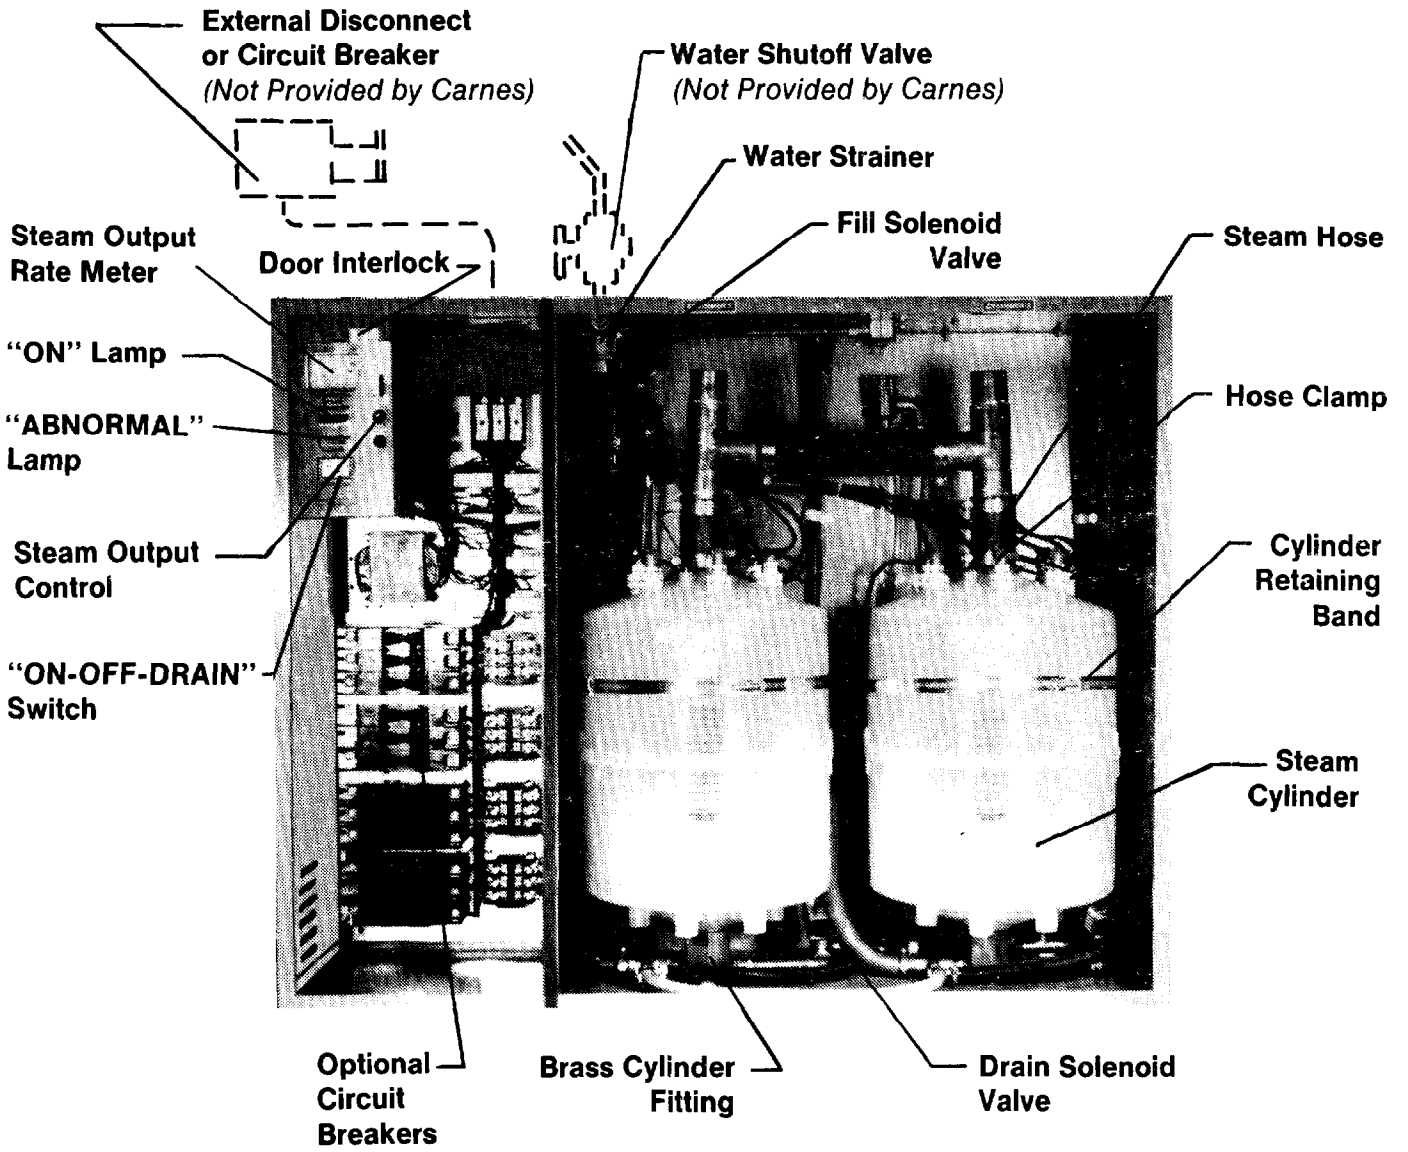 External Disconnect
or Circuit Breaker
(Not Provided by Carnes)
Water Shutoff Valve
(Not Provided by Carnes)
Water Strainer
Fill Solenoid
Valve
Steam Hose
Steam Output
Rate Meter
Door Interlock
“ON” Lamp
“ABNORMAL”
Lamp
Hose Clamp
Steam Output
Control
Cylinder
Retaining
Band
“ON-OFF-DRAIN”
Switch
Steam
Cylinder
Optional
Circuit
Breakers
Brass Cylinder
Fitting
Drain Solenoid
Valve